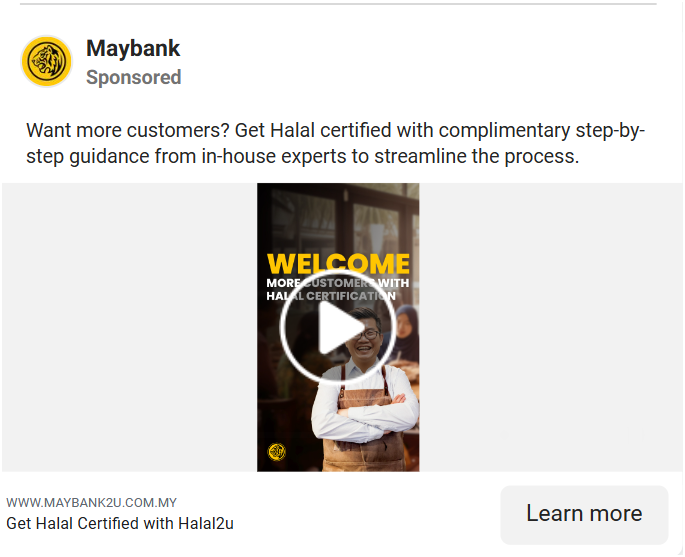 Maybank
Sponsored
Want more customers? Get Halal certified with complimentary step-by-
step guidance from in-house experts to streamline the process.
WELCOME
MORE CUSTOMERS WITH
HALAL CERTIFICATION
WWW.MAYBANK2U.COM.MY
Get Halal Certified with Halal2u
Learn more